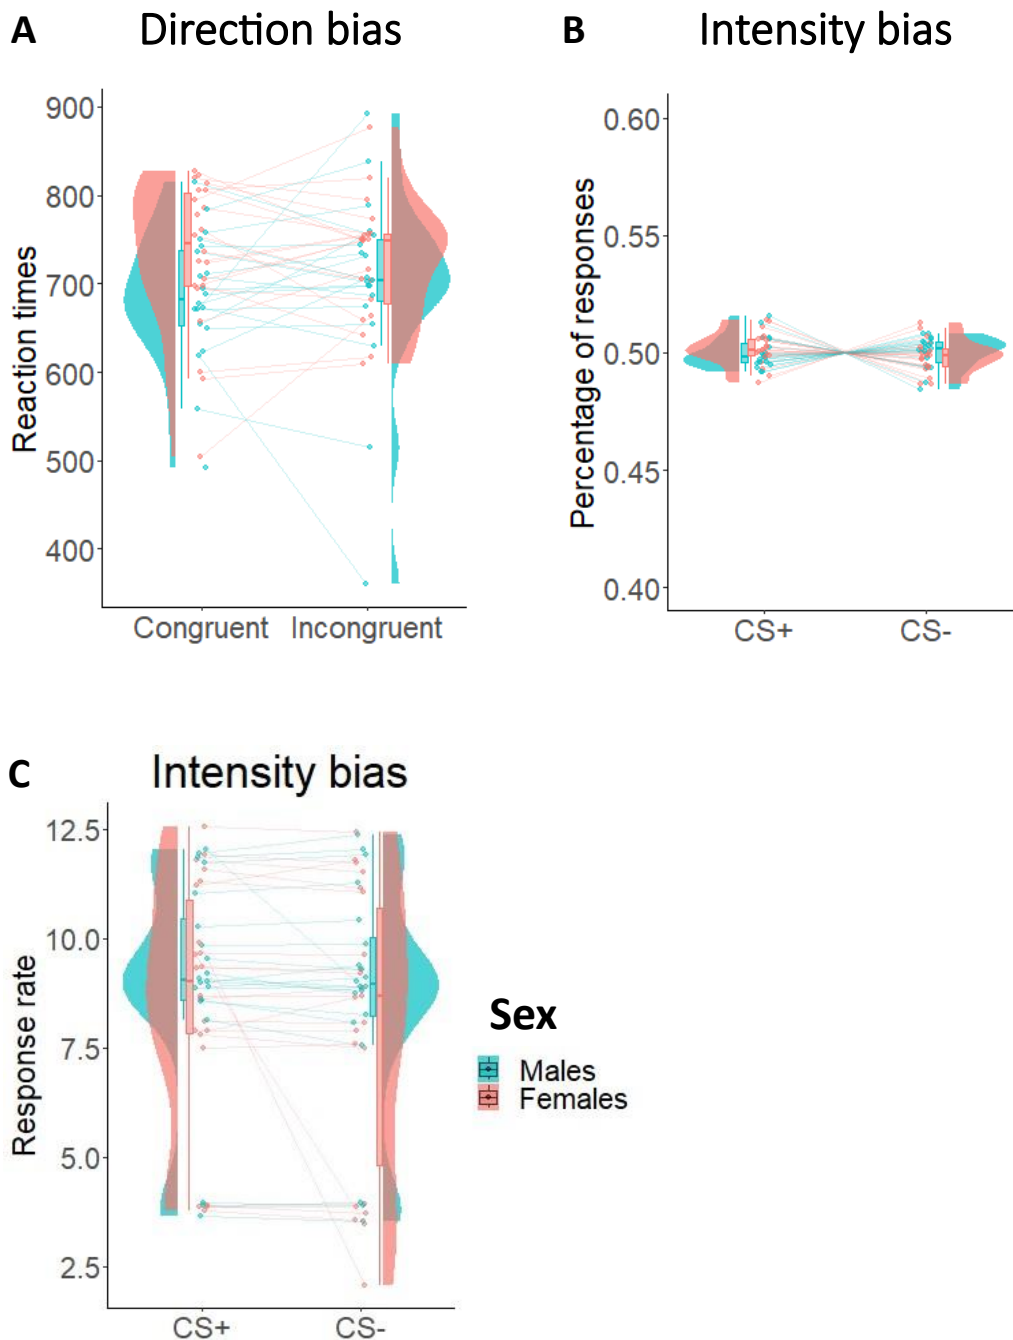 A
Direction bias
B
Intensity bias
900
800
700
600
500
400
Reaction times
Congruent
Incongruent
0.60
0.55
0.50
0.45
0.40
Percentage of responses
CS+
CS-
C
Intensity bias
12.5
10.0
7.5
5.0
2.5
Response rate
CS+
CS-
Sex
Males
Females